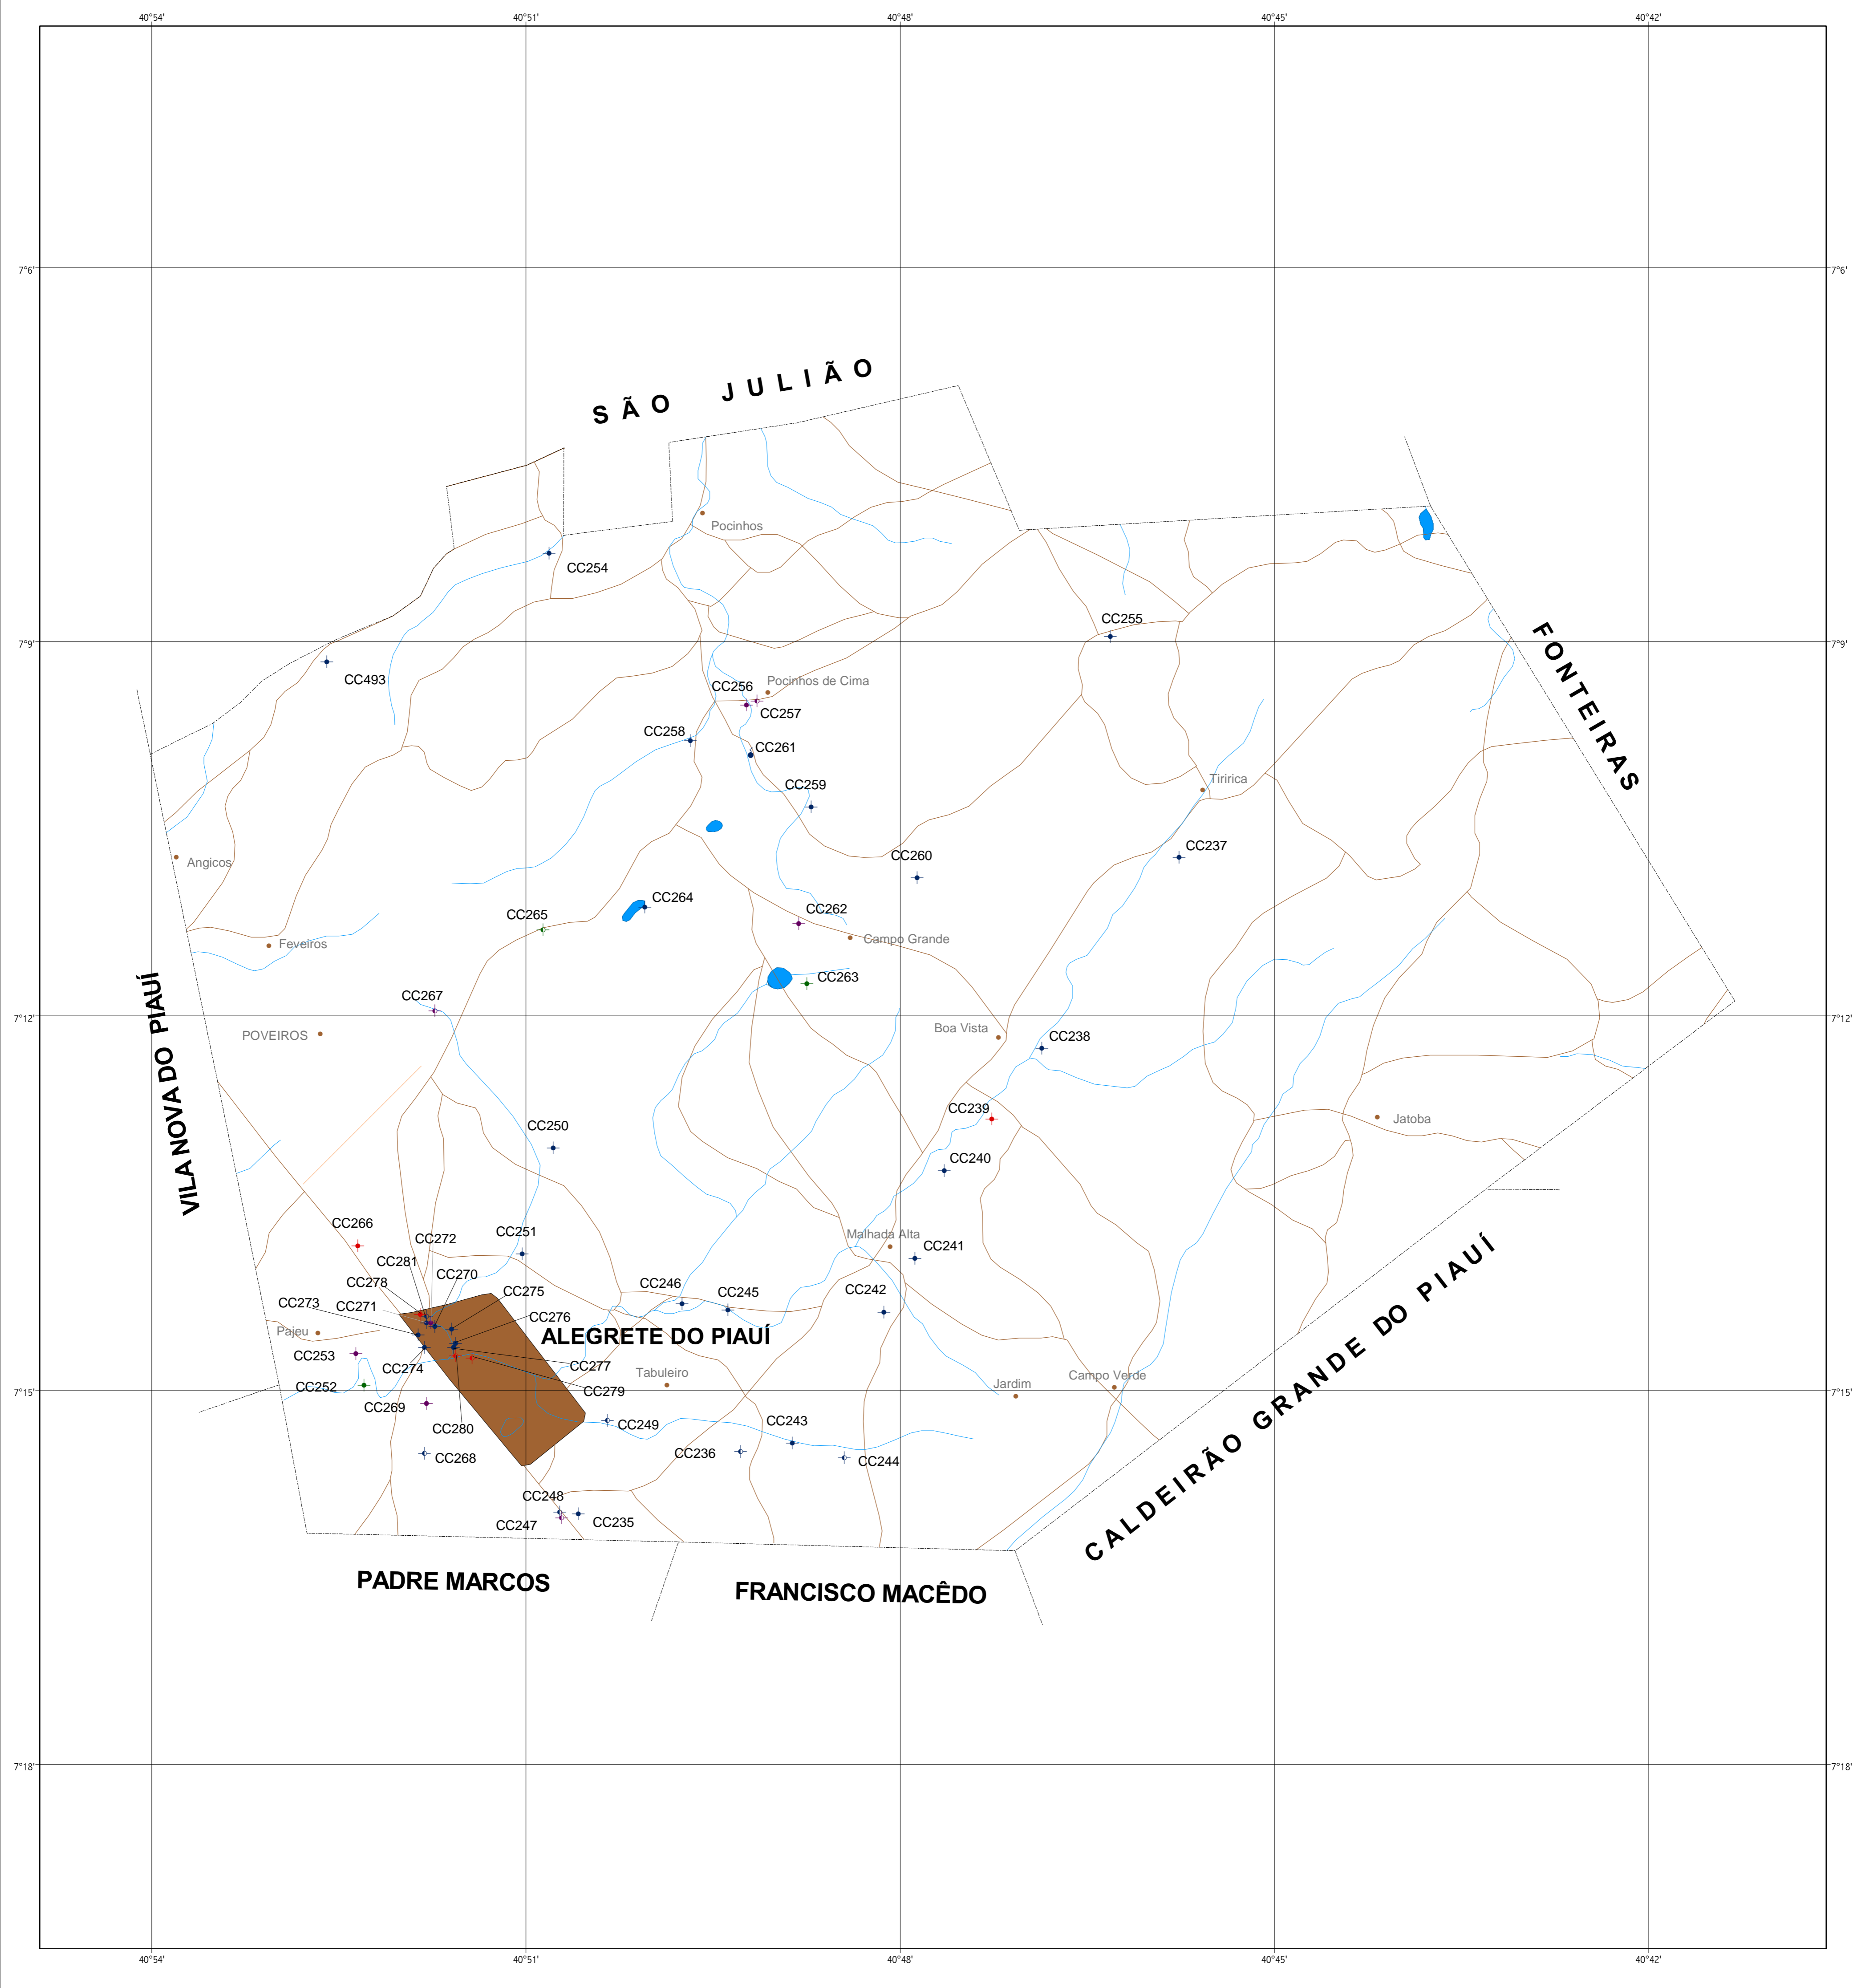 40°54'
40°51'
40°48'
40°45'
40°42'
7°6'
7°6'
SÃO JULIÃO
Pocinhos
CC254
CC255
7°9'
7°9'
FONTEIRAS
CC493
CC256
Pocinhos de Cima
CC257
CC258
CC261
CC259
Tiririca
CC237
CC260
Angicos
CC264
CC265
CC262
Campo Grande
Feveiros
CC263
CC267
7°12'
7°12'
VILA NOVA DO PIAUÍ
POVEIROS
Boa Vista
CC238
CC239
Jatoba
CC250
CC240
CC266
CC272
CC251
Malhada Alta
CC241
CC281
CC270
CC278
CC275
CC246
CC245
CC242
CC273
CC271
CC276
Pajeu
ALEGRETE DO PIAUÍ
CC253
CC274
CC277
Tabuleiro
CC252
CC279
Jardim
Campo Verde
CALDEIRÃO GRANDE DO PIAUÍ
7°15'
7°15'
CC269
CC280
CC249
CC243
CC268
CC236
CC244
CC248
CC247
CC235
PADRE MARCOS
FRANCISCO MACÊDO
7°18'
7°18'
40°54'
40°51'
40°48'
40°45'
40°42'